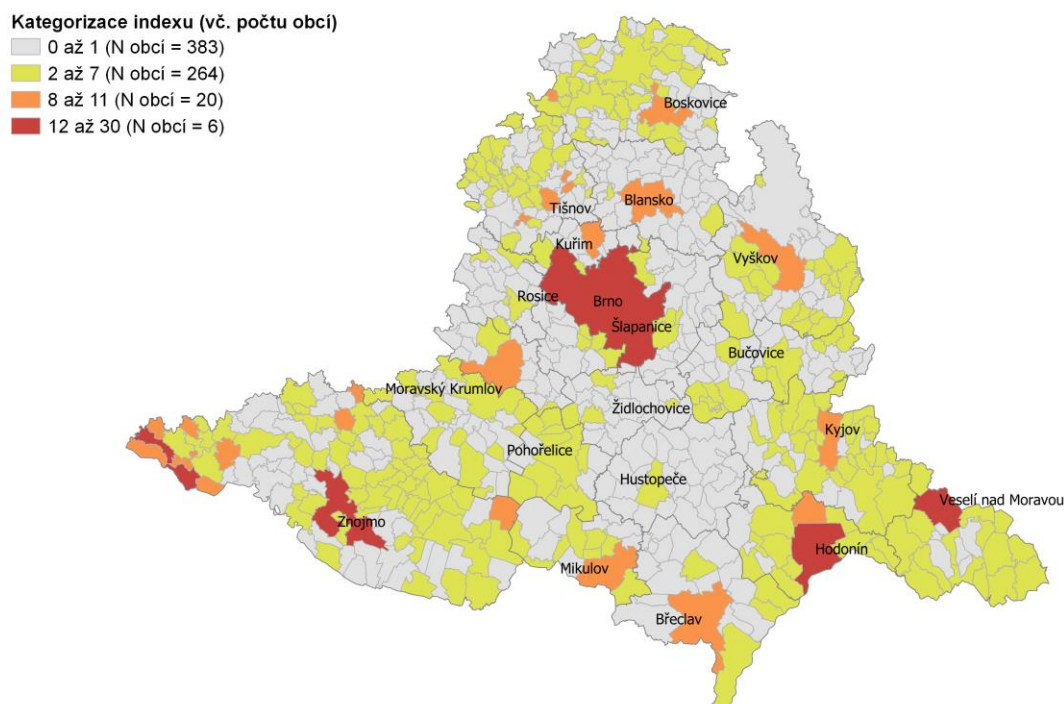 Kategorizace indexu (vč. počtu obcí)
0 až 1 (N obcí = 383)
2 až 7 (N obcí = 264)
8 až 11 (N obcí = 20)
12 až 30 (N obcí = 6)
Boskovice
Tišnov
Blansko
Kuřim
Vyškov
Rosice
Brno
Šlapanice
Bučovice
Moravský Krumlov
Židlochovice
Kyjov
Pohořelice
Hustopeče
Veselí nad Moravou
Znojmo
Hodonín
Mikulov
Břeclav